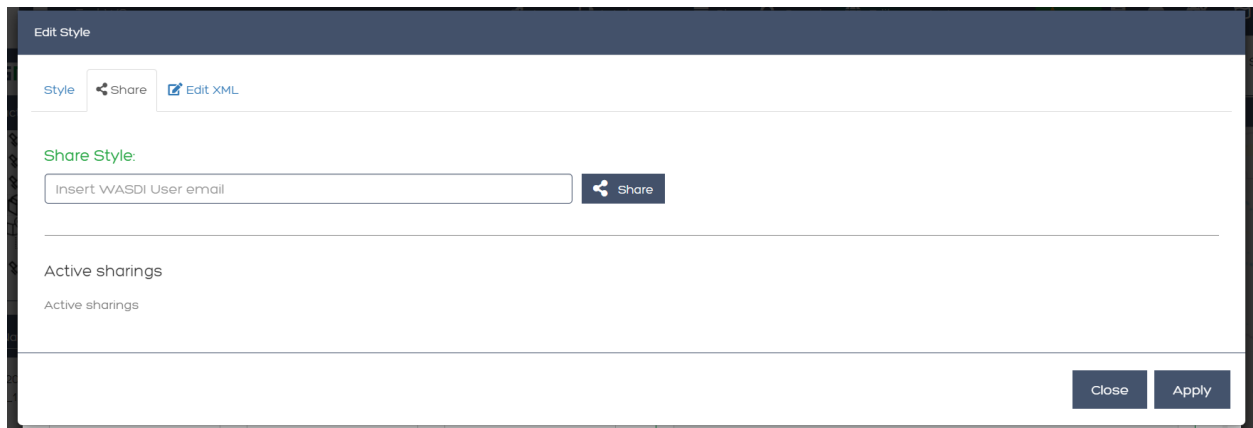 Edit Style
Style Share Edit XML
Share Style:
Insert WASDI User email Share
Active sharings
Active sharings
Close Apply